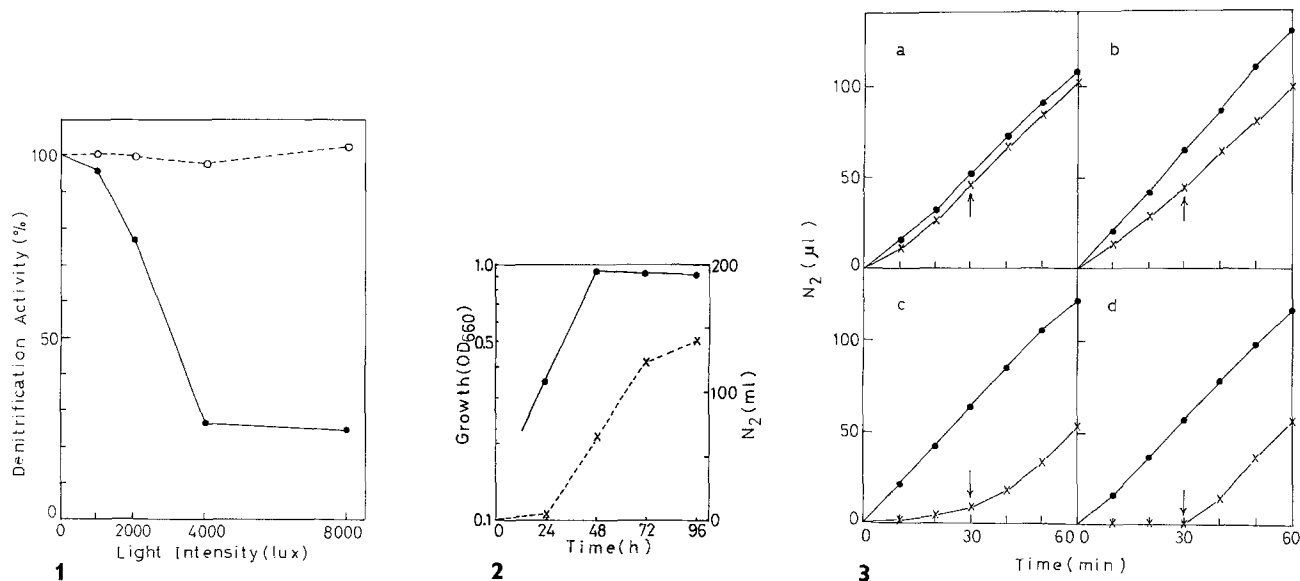 Denitrification Activity (%)
100
50
0
0 2000 4000 8000
Light Intensity (lux)
1
Growth (OD660)
1.0
0.5
0.1
24 48 72 96
Time (h)
200
100
0
N2 (ml)
2
N2 (µl)
a
b
100
50
0
c
d
100
50
0
0 30 60
0 30 60
Time (min)
3